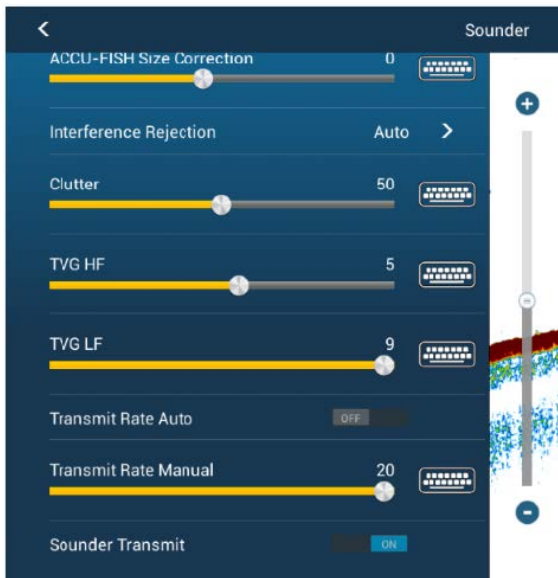 Sounder
ACCU-FISH Size Correction 0
Interference Rejection Auto
Clutter 50
TVG HF 5
TVG LF 9
Transmit Rate Auto OFF
Transmit Rate Manual 20
Sounder Transmit ON